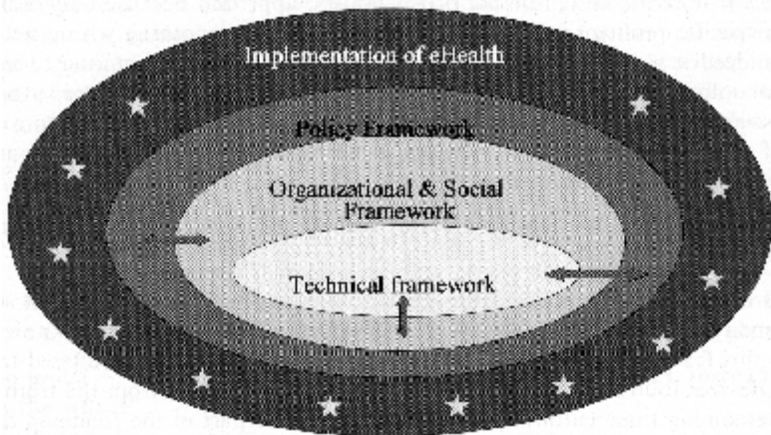 Implementation of eHealth
Policy Framework
Organizational & Social
Framework
Technical framework